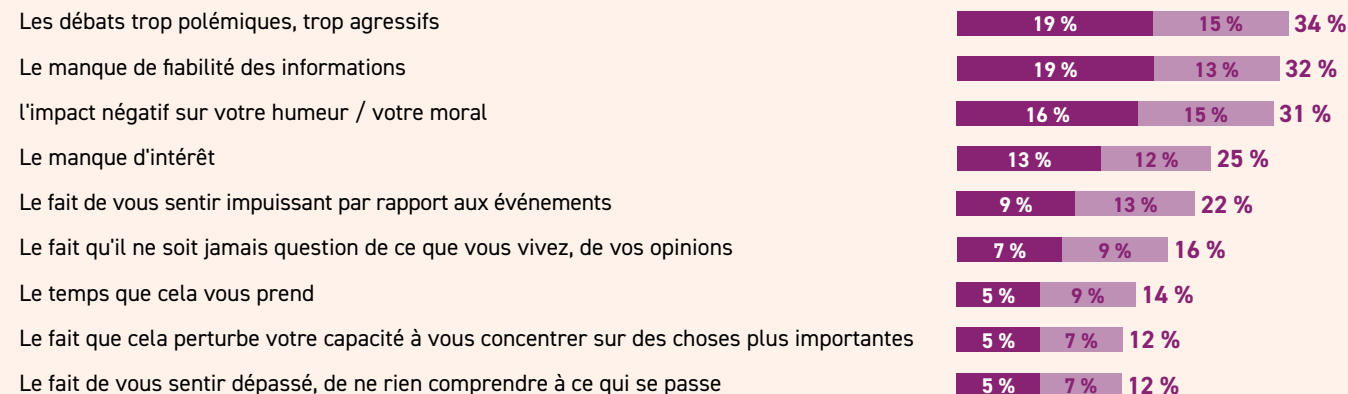 Les débats trop polémiques, trop agressifs 19 % 15 % 34 %
Le manque de fiabilité des informations 19 % 13 % 32 %
l'impact négatif sur votre humeur / votre moral 16 % 15 % 31 %
Le manque d'intérêt 13 % 12 % 25 %
Le fait de vous sentir impuissant par rapport aux événements 9 % 13 % 22 %
Le fait qu'il ne soit jamais question de ce que vous vivez, de vos opinions 7 % 9 % 16 %
Le temps que cela vous prend 5 % 9 % 14 %
Le fait que cela perturbe votre capacité à vous concentrer sur des choses plus importantes 5 % 7 % 12 %
Le fait de vous sentir dépassé, de ne rien comprendre à ce qui se passe 5 % 7 % 12 %